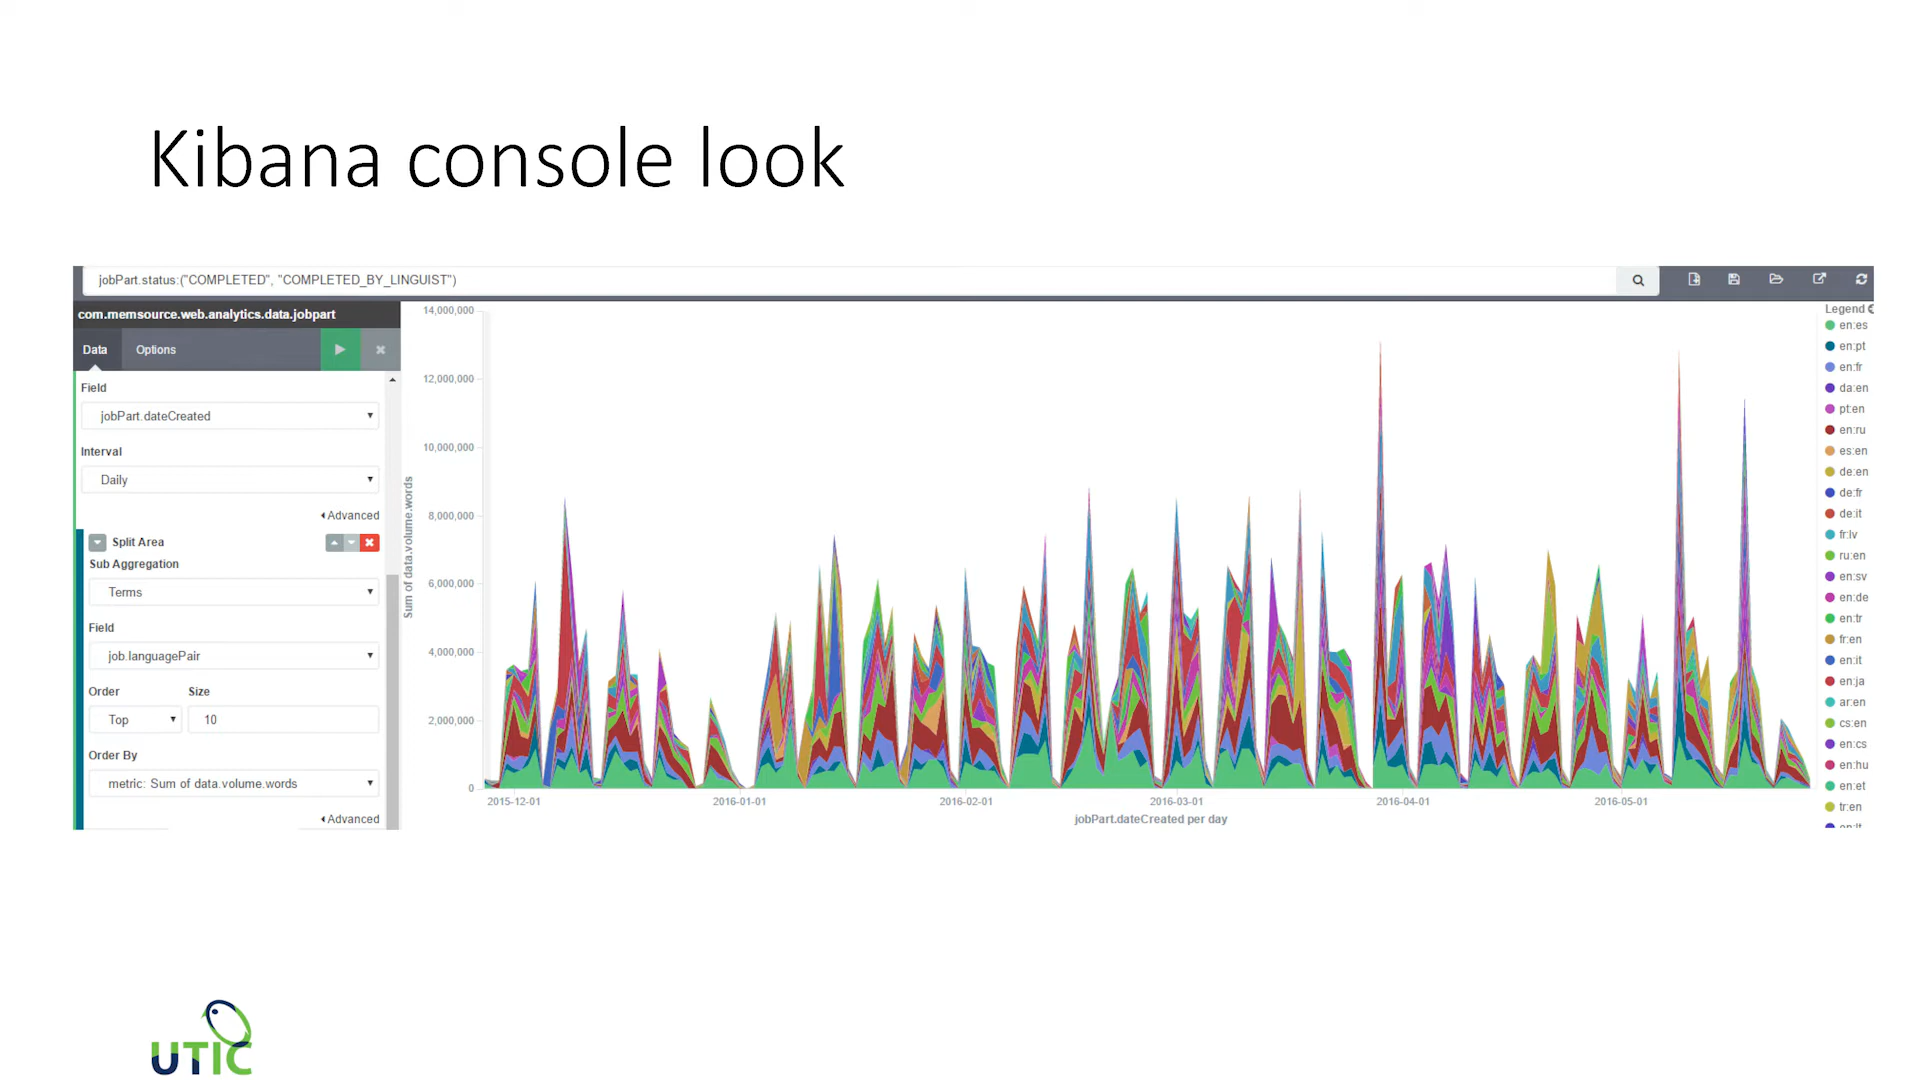 Kibana console look
jobPart.status:("COMPLETED", "COMPLETED_BY_LINGUIST")
com.memsource.web.analytics.data.jobpart
Data Options
Field
jobPart.dateCreated
Interval
Daily
Advanced
Split Area
Sub Aggregation
Terms
Field
job.languagePair
Order Size
Top 10
Order By
metric: Sum of data.volume.words
Advanced
Sum of data.volume.words
14,000,000
12,000,000
10,000,000
8,000,000
6,000,000
4,000,000
2,000,000
0
2015-12-01 2016-01-01 2016-02-01 2016-03-01 2016-04-01 2016-05-01
jobPart.dateCreated per day
Legend
en:es
en:pt
en:fr
da:en
pt:en
en:ru
es:en
de:en
de:fr
de:it
fr:lv
ru:en
en:sv
en:de
en:tr
fr:en
en:it
en:ja
ar:en
cs:en
en:cs
en:hu
en:et
tr:en
UTIC